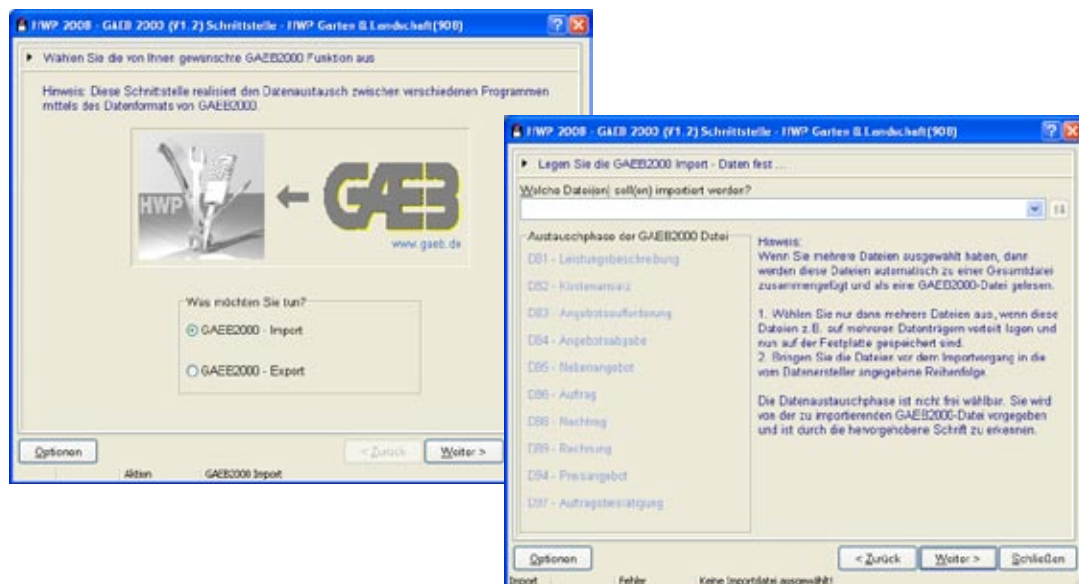 HWP 2008 - GAEB 2000 (V1.2) Schnittstelle - HWP Garten & Landschaft(908)
Wählen Sie die von Ihnen gewünschte GAEB2000 Funktion aus
Hinweis: Diese Schnittstelle realisiert den Datenaustausch zwischen verschiedenen Programmen
mittels des Datenformats von GAEB2000.
HWP
GAEB
www.gaeb.de
Was möchten Sie tun?
GAEB2000 - Import
GAEB2000 - Export
Optionen
< Zurück
Weiter >
Aktion
GAEB2000 Import
HWP 2008 - GAEB 2000 (V1.2) Schnittstelle - HWP Garten & Landschaft(908)
Legen Sie die GAEB2000 Import - Daten fest ...
Welche Datei(en) soll(en) importiert werden?
Austauschphase der GAEB2000 Datei
D81 - Leistungsbeschreibung
D82 - Kostenansatz
D83 - Angebotsaufforderung
D84 - Angebotsabgabe
D85 - Nebenangebot
D86 - Auftrag
D88 - Nachtrag
D89 - Rechnung
D94 - Preisangebot
D97 - Auftragsbestätigung
Hinweis:
Wenn Sie mehrere Dateien ausgewählt haben, dann
werden diese Dateien automatisch zu einer Gesamtdatei
zusammengefügt und als eine GAEB2000-Datei gelesen.
1. Wählen Sie nur dann mehrere Dateien aus, wenn diese
Dateien z.B. auf mehreren Datenträgern verteilt lagen und
nun auf der Festplatte gespeichert sind.
2. Bringen Sie die Dateien vor dem Importvorgang in die
vom Datenersteller angegebene Reihenfolge.
Die Datenaustauschphase ist nicht frei wählbar. Sie wird
von der zu importierenden GAEB2000-Datei vorgegeben
und ist durch die hervorgehobene Schrift zu erkennen.
Optionen
< Zurück
Weiter >
Schließen
Import
Fehler
Keine Importdatei ausgewählt!